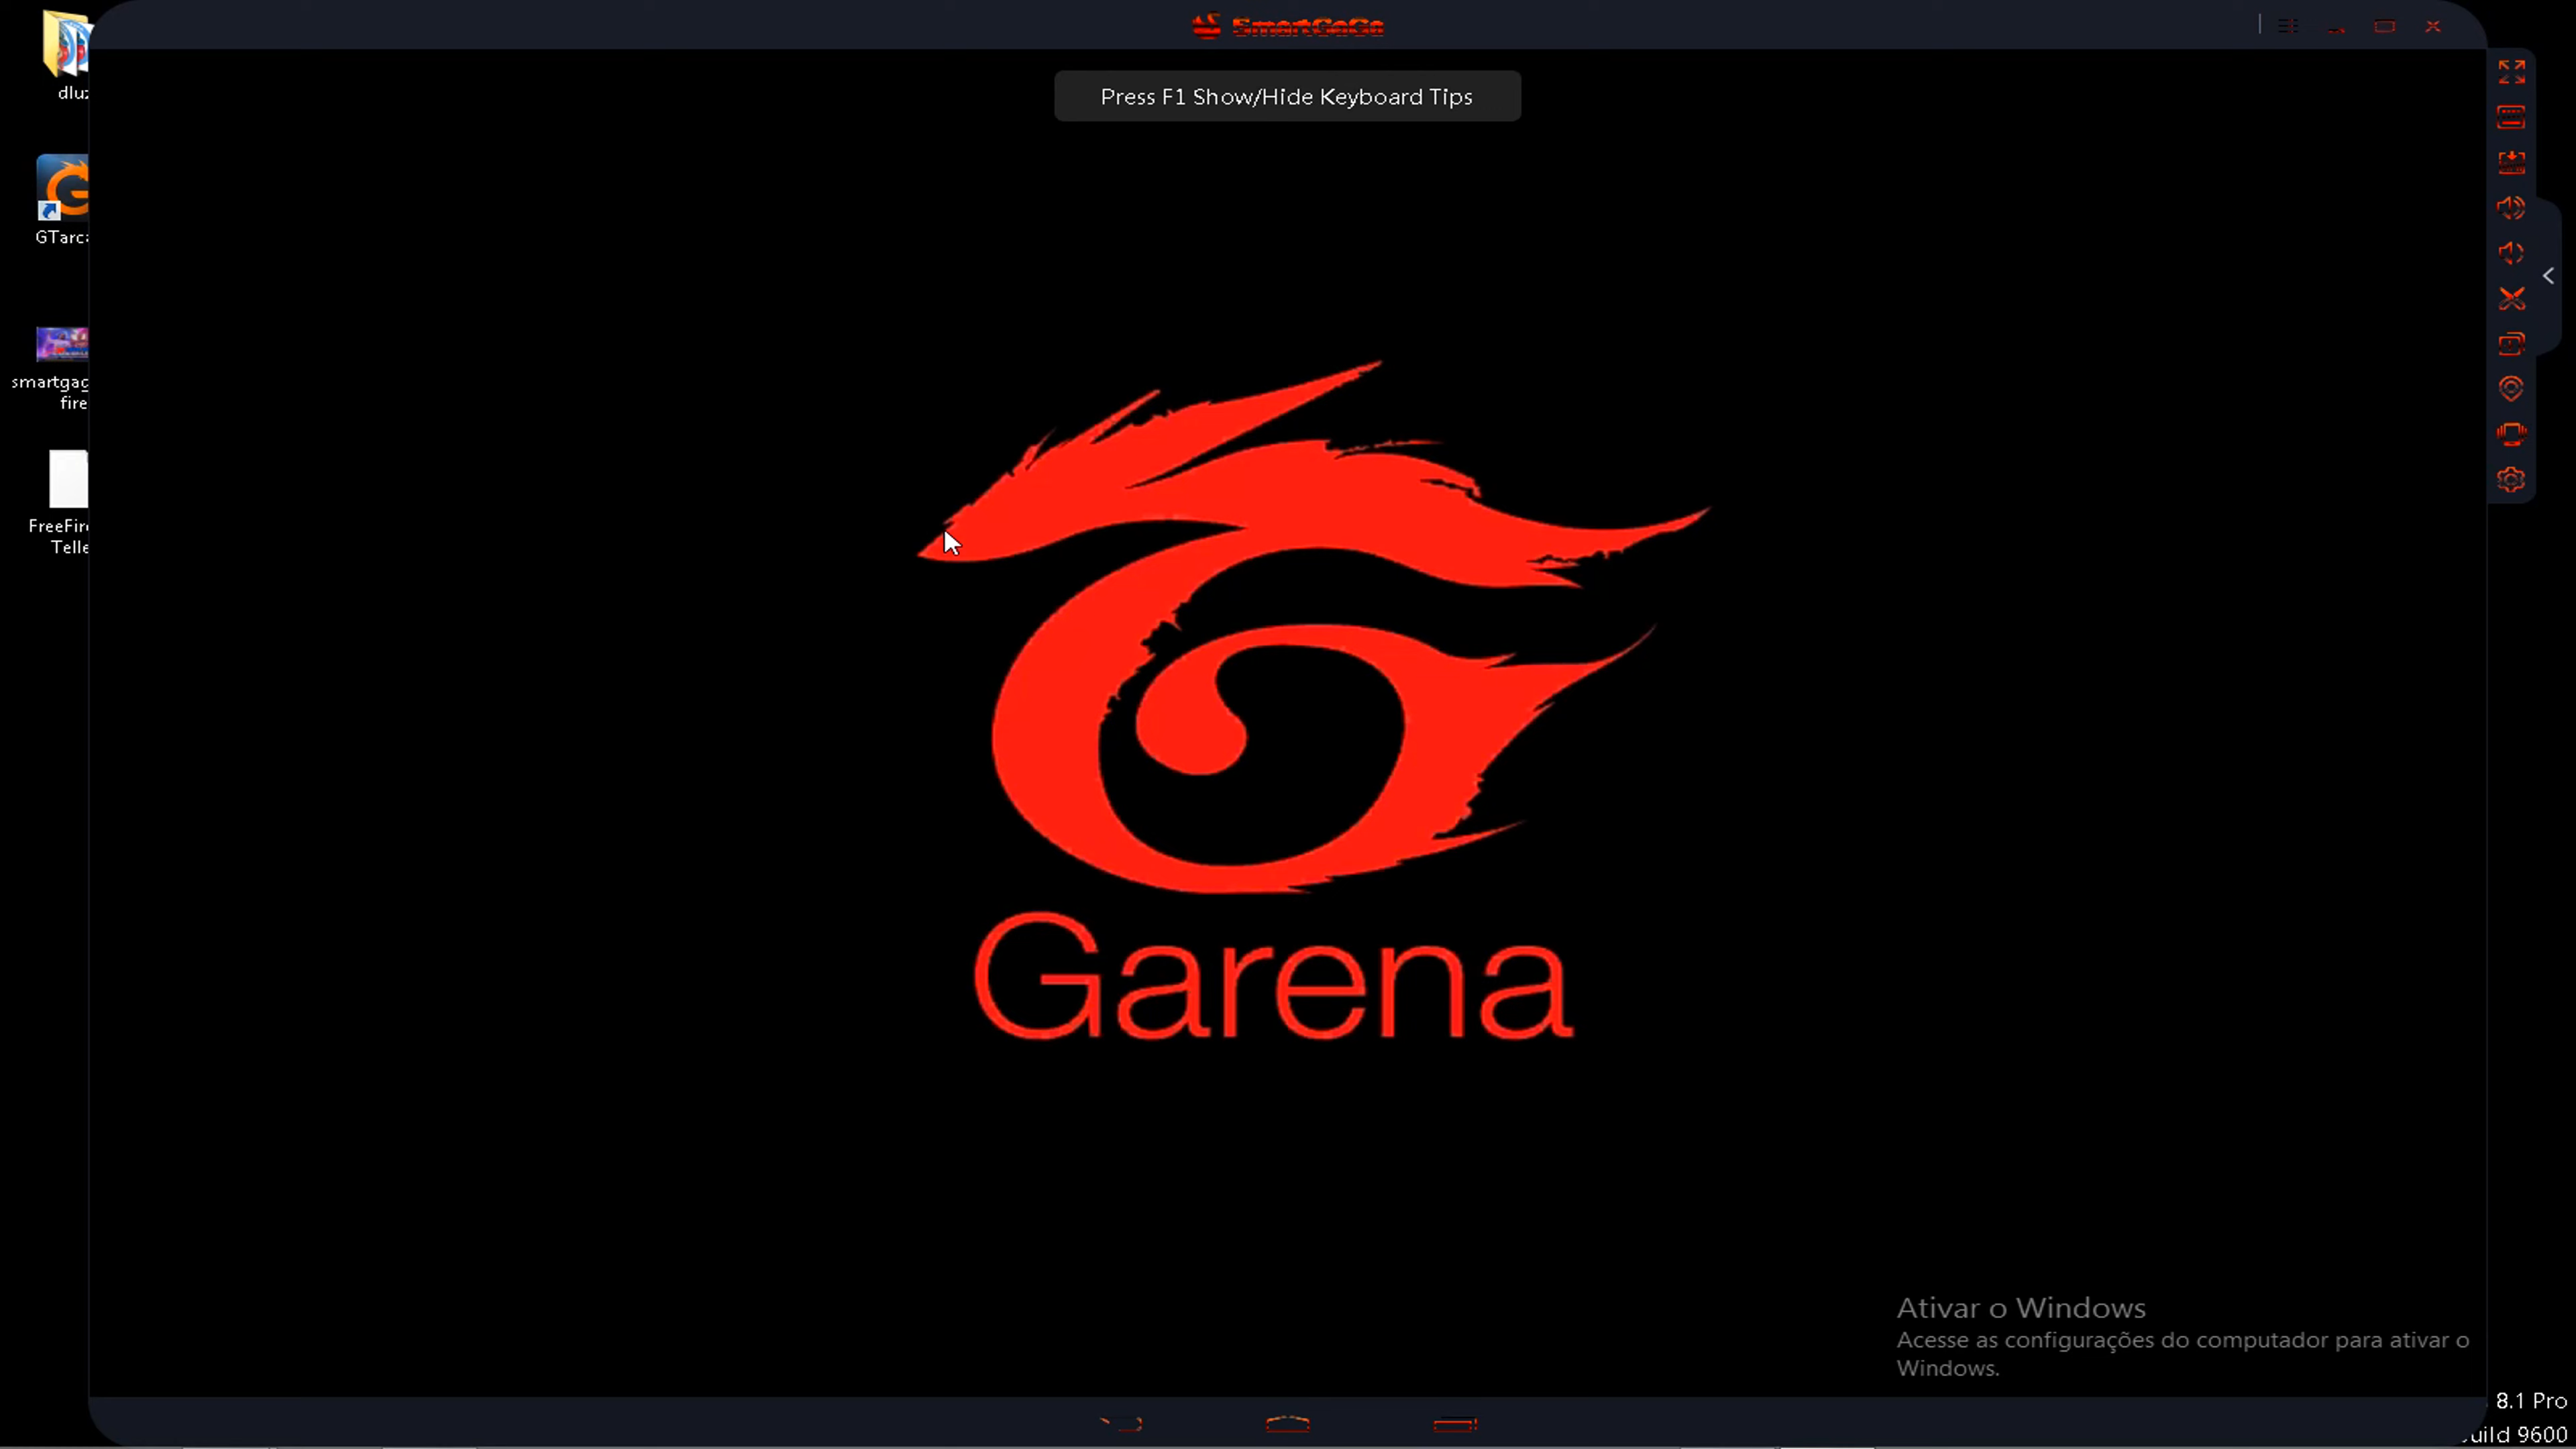 SmartGaGa
Press F1 Show/Hide Keyboard Tips
dluz
GTarc
smartgag
fire
FreeFire
Telle
Garena
Ativar o Windows
Acesse as configurações do computador para ativar o
Windows.
8.1 Pro
uild 9600